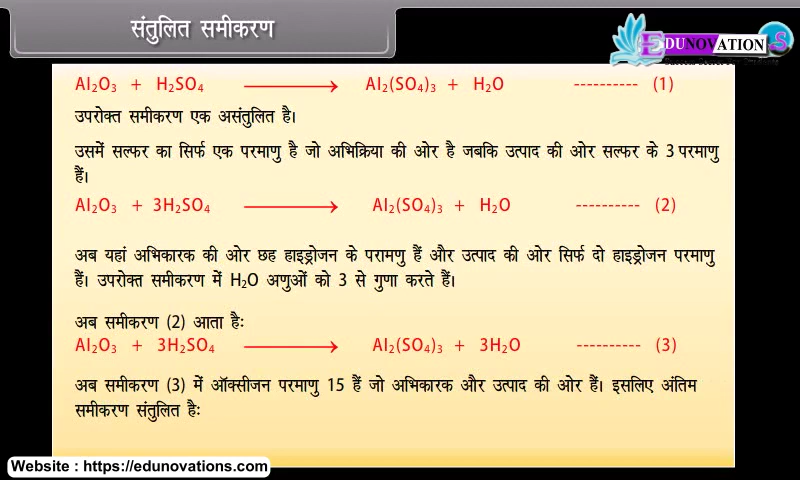 संतुलित समीकरण
EDUNOVATIONS
Al₂O₃ + H₂SO₄ ⟶ Al₂(SO₄)₃ + H₂O ---------- (1)
उपरोक्त समीकरण एक असंतुलित है।
उसमें सल्फर का सिर्फ एक परमाणु है जो अभिक्रिया की ओर है जबकि उत्पाद की ओर सल्फर के 3 परमाणु
हैं।
Al₂O₃ + 3H₂SO₄ ⟶ Al₂(SO₄)₃ + H₂O ---------- (2)
अब यहां अभिकारक की ओर छह हाइड्रोजन के परामणु हैं और उत्पाद की ओर सिर्फ दो हाइड्रोजन परमाणु
हैं। उपरोक्त समीकरण में H₂O अणुओं को 3 से गुणा करते हैं।
अब समीकरण (2) आता हैः
Al₂O₃ + 3H₂SO₄ ⟶ Al₂(SO₄)₃ + 3H₂O ---------- (3)
अब समीकरण (3) में ऑक्सीजन परमाणु 15 हैं जो अभिकारक और उत्पाद की ओर हैं। इसलिए अंतिम
समीकरण संतुलित हैः
Website : https://edunovations.com